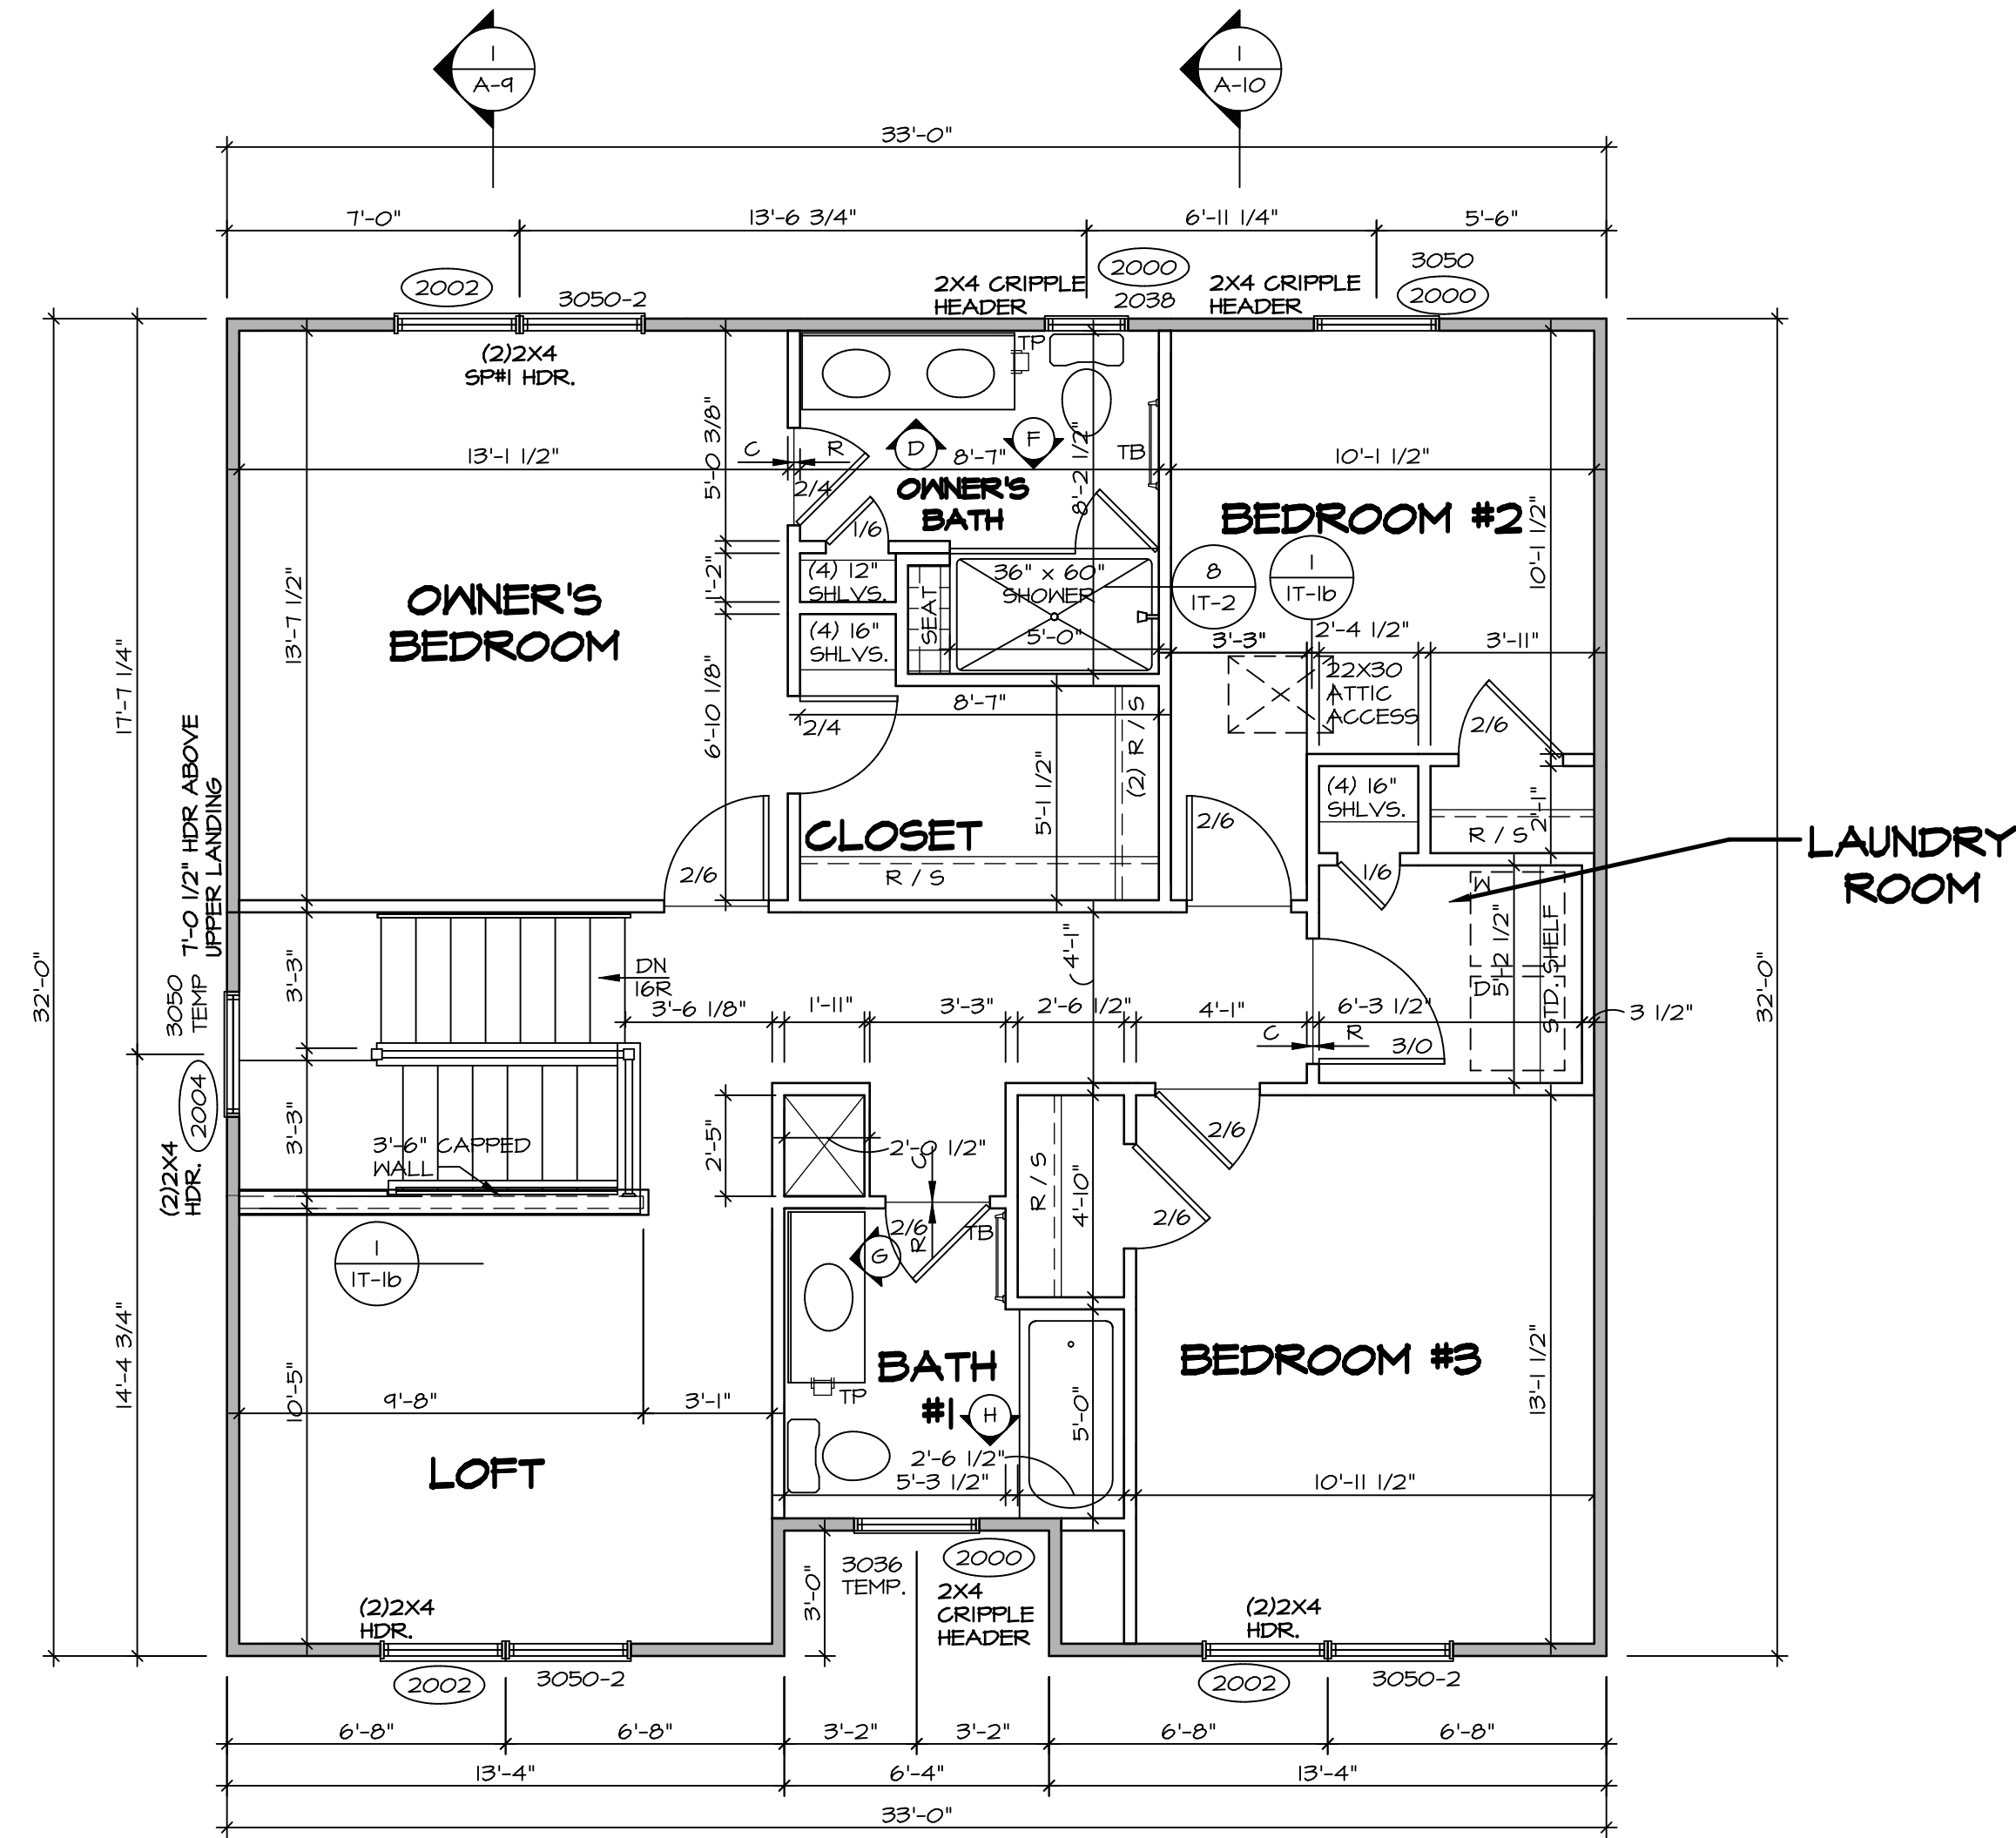 1
A-9
1
A-10
33'-0"
7'-0"
13'-6 3/4"
6'-11 1/4"
5'-6"
2002
3050-2
2X4 CRIPPLE
HEADER
2000
2038
2X4 CRIPPLE
HEADER
3050
2000
(2)2X4
SP#1 HDR.
TP
13'-1 1/2"
5'-0 3/8"
C
R
2/4
D
F
8'-7"
8'-2 1/2"
TB
10'-1 1/2"
OWNER'S
BATH
BEDROOM #2
10'-1 1/2"
1/6
13'-7 1/2"
OWNER'S
BEDROOM
1'-2"
(4) 12"
SHLVS.
SEAT
36" x 60"
SHOWER
5'-0"
8
1T-2
1
1T-1b
(4) 16"
SHLVS.
3'-3"
2'-4 1/2"
3'-11"
22X30
ATTIC
ACCESS
17'-7 1/4"
6'-10 1/8"
8'-7"
2/4
(2) R / S
2/6
5'-1 1/2"
7'-0 1/2" HDR ABOVE
UPPER LANDING
CLOSET
R / S
2/6
2/6
(4) 16"
SHLVS.
2'-1"
R / S
LAUNDRY
ROOM
1/6
W
D
5'-2 1/2"
STD. SHELF
32'-0"
32'-0"
3'-3"
DN
16R
4'-1"
3050
TEMP
3'-6 1/8"
1'-11"
3'-3"
2'-6 1/2"
4'-1"
6'-3 1/2"
3 1/2"
C
R
3/0
2004
(2)2X4
HDR.
3'-3"
3'-6" CAPPED
WALL
2'-5"
2'-0 1/2"
C
R
2/6
TB
G
R / S
4'-10"
2/6
2/6
1
1T-1b
14'-4 3/4"
10'-5"
9'-8"
3'-1"
BATH
#1
TP
H
5'-0"
BEDROOM #3
13'-1 1/2"
LOFT
2'-6 1/2"
5'-3 1/2"
10'-11 1/2"
3'-0"
3036
TEMP.
2000
2X4
CRIPPLE
HEADER
(2)2X4
HDR.
(2)2X4
HDR.
2002
3050-2
2002
3050-2
6'-8"
6'-8"
3'-2"
3'-2"
6'-8"
6'-8"
13'-4"
6'-4"
13'-4"
33'-0"